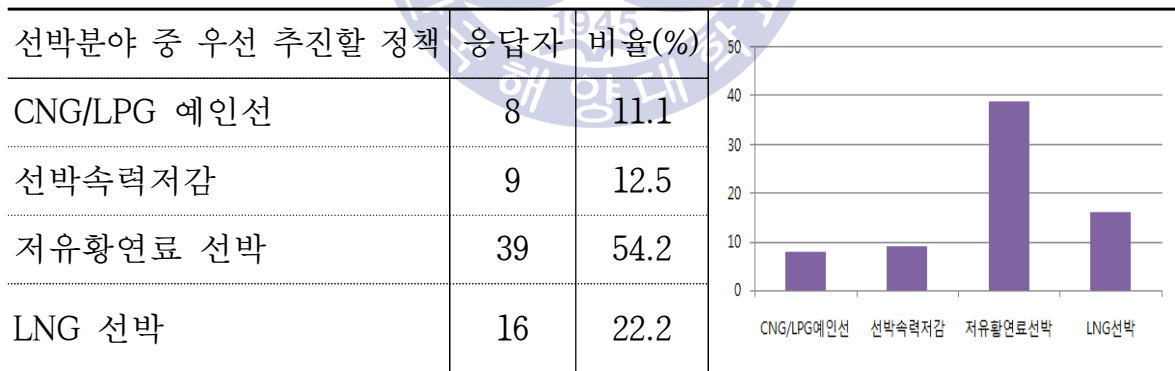 선박분야 중 우선 추진할 정책 응답자 비율(%)
CNG/LPG 예인선 8 11.1
선박속력저감 9 12.5
저유황연료 선박 39 54.2
LNG 선박 16 22.2
50
40
30
20
10
0
CNG/LPG예인선 선박속력저감 저유황연료선박 LNG선박
1945
해양대